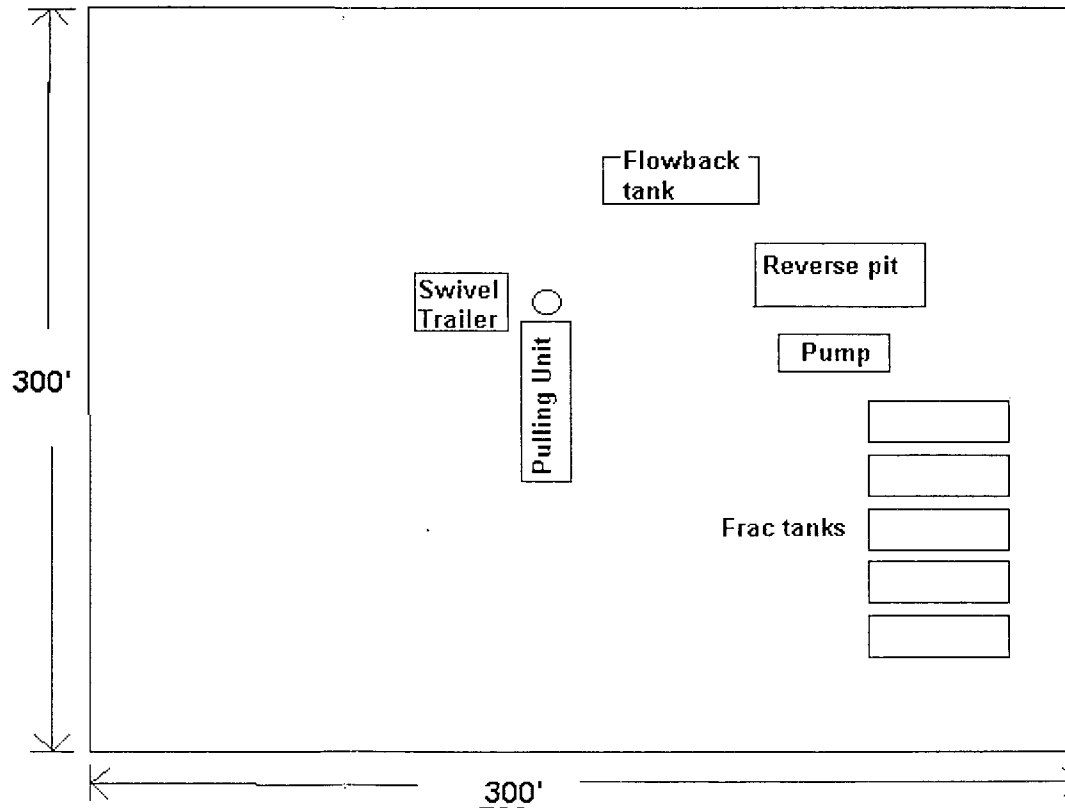 Flowback
tank
Reverse pit
Swivel
Trailer
Pump
300'
Pulling Unit
Frac tanks
300'